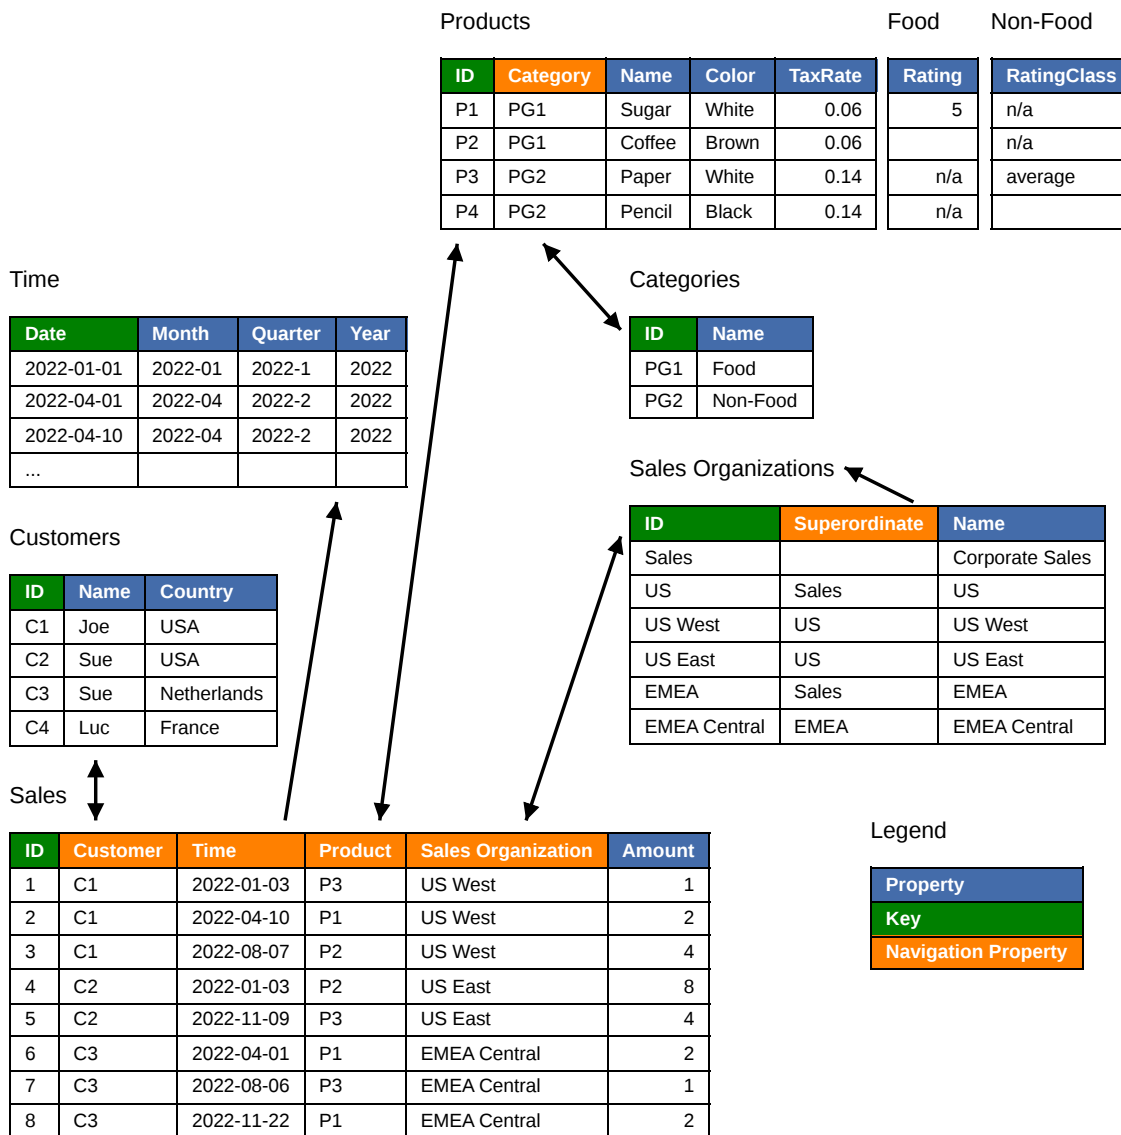 Products Food Non-Food
ID Category Name Color TaxRate Rating RatingClass
P1 PG1 Sugar White 0.06 5 n/a
P2 PG1 Coffee Brown 0.06 n/a
P3 PG2 Paper White 0.14 n/a average
P4 PG2 Pencil Black 0.14 n/a
Time
Date Month Quarter Year
2022-01-01 2022-01 2022-1 2022
2022-04-01 2022-04 2022-2 2022
2022-04-10 2022-04 2022-2 2022
...
Categories
ID Name
PG1 Food
PG2 Non-Food
Sales Organizations
ID Superordinate Name
Sales Corporate Sales
US Sales US
US West US US West
US East US US East
EMEA Sales EMEA
EMEA Central EMEA EMEA Central
Customers
ID Name Country
C1 Joe USA
C2 Sue USA
C3 Sue Netherlands
C4 Luc France
Sales
ID Customer Time Product Sales Organization Amount
1 C1 2022-01-03 P3 US West 1
2 C1 2022-04-10 P1 US West 2
3 C1 2022-08-07 P2 US West 4
4 C2 2022-01-03 P2 US East 8
5 C2 2022-11-09 P3 US East 4
6 C3 2022-04-01 P1 EMEA Central 2
7 C3 2022-08-06 P3 EMEA Central 1
8 C3 2022-11-22 P1 EMEA Central 2
Legend
Property
Key
Navigation Property